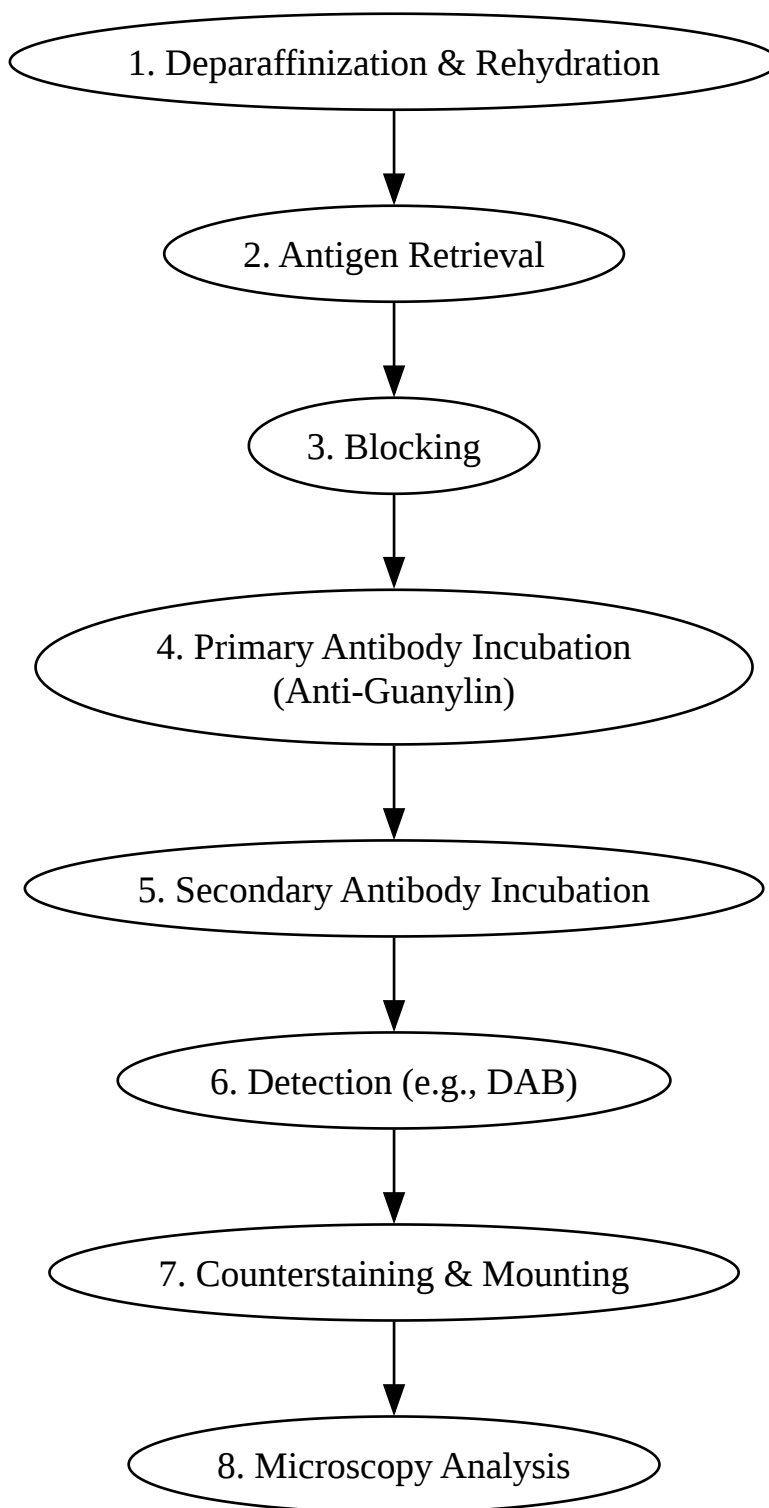 1. Deparaffinization & Rehydration
2. Antigen Retrieval
3. Blocking
4. Primary Antibody Incubation
(Anti-Guanylin)
5. Secondary Antibody Incubation
6. Detection (e.g., DAB)
7. Counterstaining & Mounting
8. Microscopy Analysis